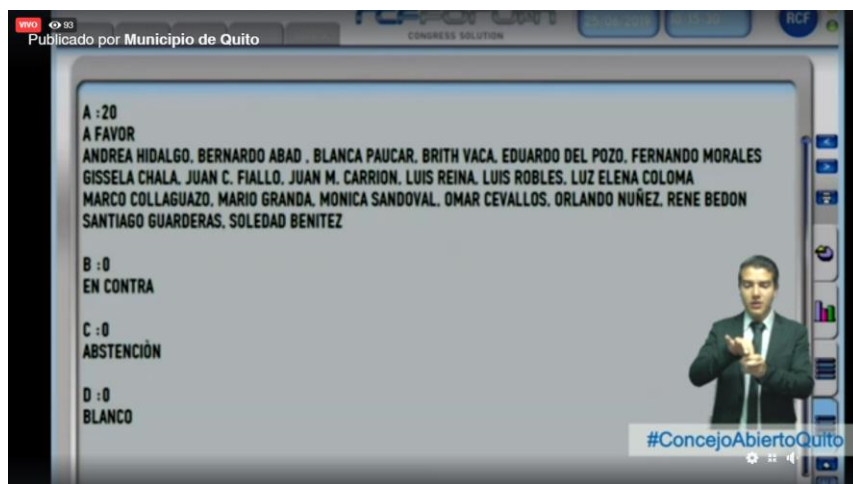 VIVO 93
Publicado por Municipio de Quito
CONGRESS SOLUTION
25/06/2019
RCF
A :20
A FAVOR
ANDREA HIDALGO, BERNARDO ABAD , BLANCA PAUCAR, BRITH VACA, EDUARDO DEL POZO, FERNANDO MORALES
GISSELA CHALA, JUAN C. FIALLO, JUAN M. CARRION, LUIS REINA, LUIS ROBLES, LUZ ELENA COLOMA
MARCO COLLAGUAZO, MARIO GRANDA, MONICA SANDOVAL, OMAR CEVALLOS, ORLANDO NUÑEZ, RENE BEDON
SANTIAGO GUARDERAS, SOLEDAD BENITEZ
B :0
EN CONTRA
C :0
ABSTENCIÒN
D :0
BLANCO
#ConcejoAbiertoQuito